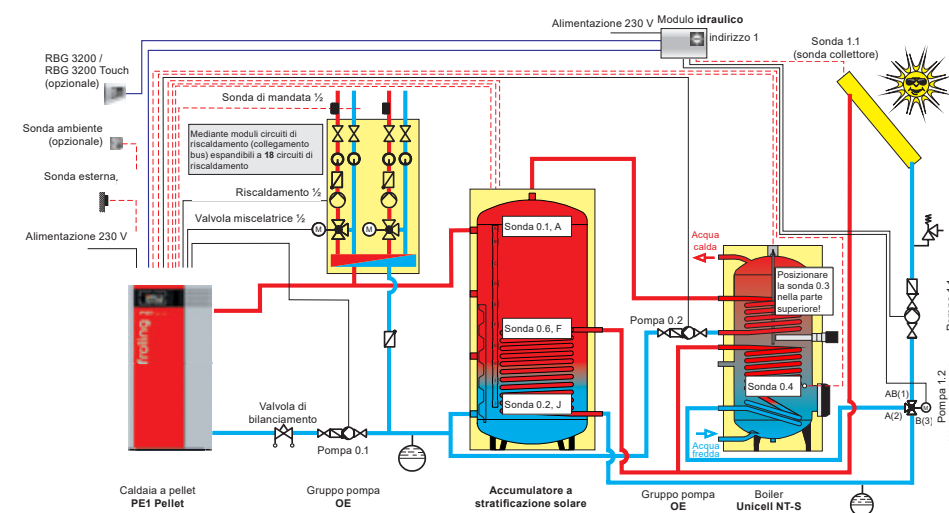 Alimentazione 230 V
Modulo idraulico
indirizzo 1
Sonda 1.1
(sonda collettore)
RBG 3200 /
RBG 3200 Touch
(opzionale)
Sonda di mandata ½
Sonda ambiente
(opzionale)
Mediante moduli circuiti di
riscaldamento (collegamento
bus) espandibili a 18 circuiti di
riscaldamento
Sonda esterna,
Riscaldamento ½
Valvola miscelatrice ½
M
M
Alimentazione 230 V
Sonda 0.1, A
Acqua
calda
Posizionare
la sonda 0.3
nella parte
superiore!
froling
Pompa 0.2
Sonda 0.6, F
Sonda 0.4
Sonda 0.2, J
Pompa 1.2
AB(1)
A(2)
B(3)
M
Valvola di
bilanciamento
Pompa 0.1
Acqua
fredda
Caldaia a pellet
PE1 Pellet
Gruppo pompa
OE
Accumulatore a
stratificazione solare
Gruppo pompa
OE
Boiler
Unicell NT-S